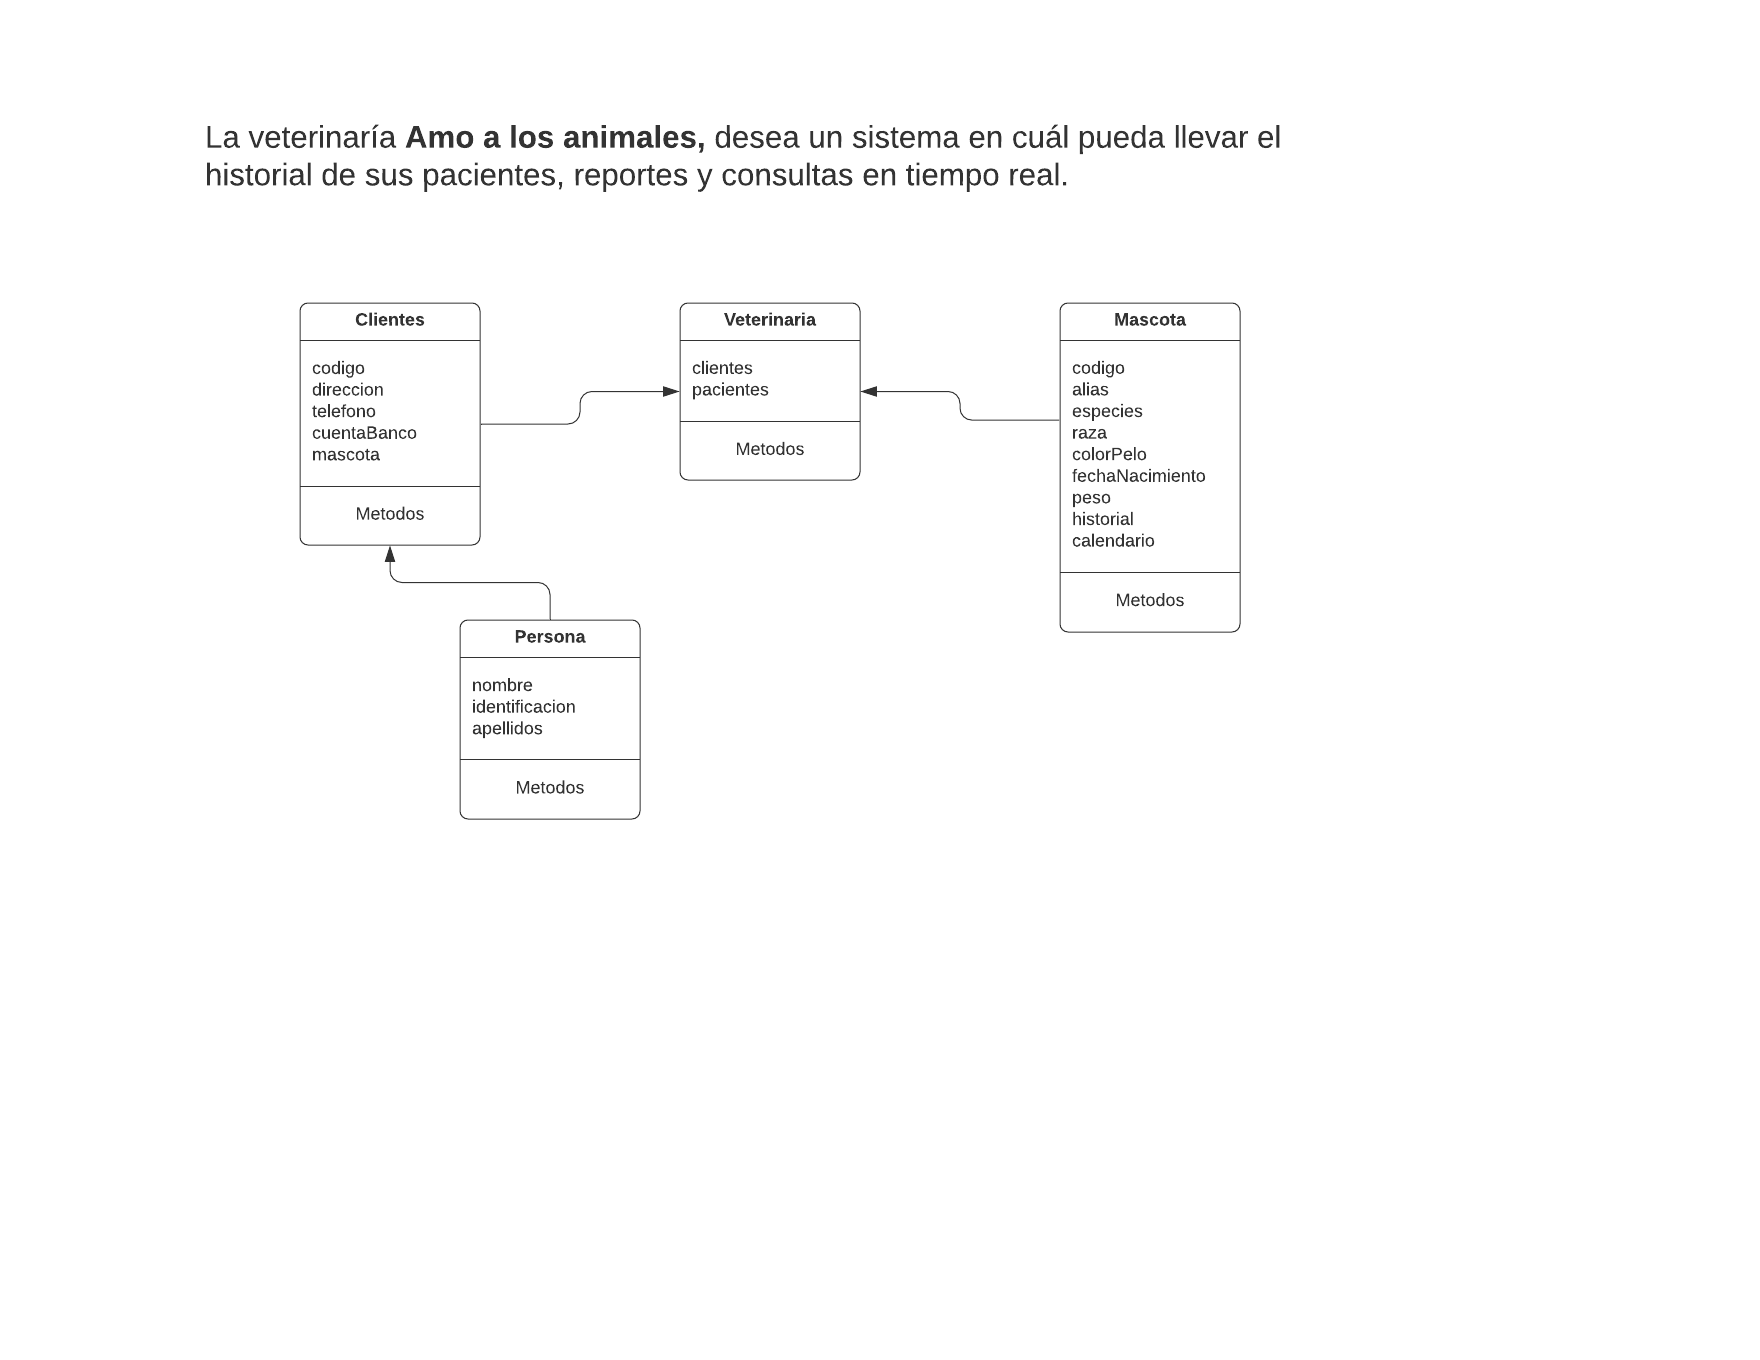 La veterinaría Amo a los animales, desea un sistema en cuál pueda llevar el
historial de sus pacientes, reportes y consultas en tiempo real.
Clientes
codigo
direccion
telefono
cuentaBanco
mascota
Metodos
Veterinaria
clientes
pacientes
Metodos
Mascota
codigo
alias
especies
raza
colorPelo
fechaNacimiento
peso
historial
calendario
Metodos
Persona
nombre
identificacion
apellidos
Metodos